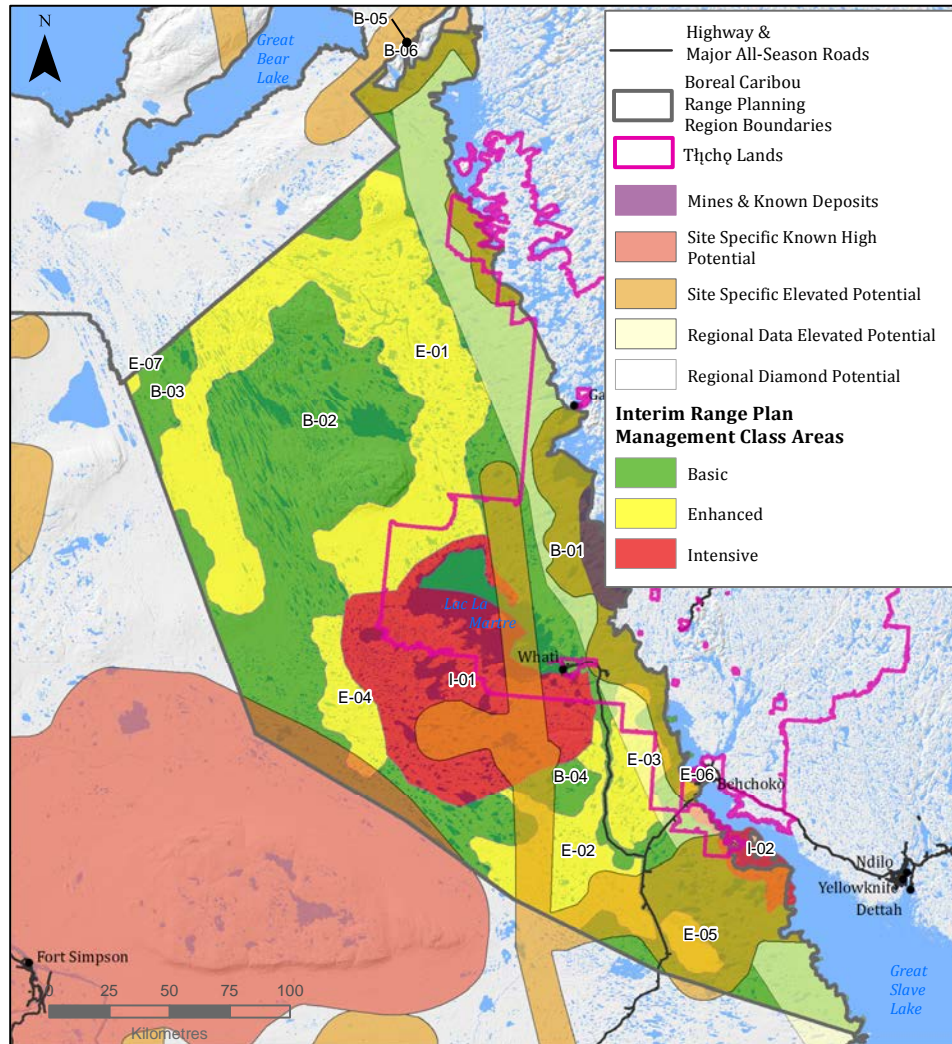 B-05
B-06
N
Great
Bear
Lake
Highway &
Major All-Season Roads
Boreal Caribou
Range Planning
Region Boundaries
Tłı̨chǫ Lands
Mines & Known Deposits
Site Specific Known High
Potential
Site Specific Elevated Potential
Regional Data Elevated Potential
Regional Diamond Potential
Interim Range Plan
Management Class Areas
Basic
Enhanced
Intensive
E-07
E-01
B-03
Ga
B-02
B-01
Luc La
Martre
Whatì
I-01
E-04
E-03
B-04
E-06
Behchokǫ̀
I-02
E-02
Ndilo
Yellowknife
Dettah
E-05
Fort Simpson
Great
Slave
Lake
0 25 50 75 100
Kilometres